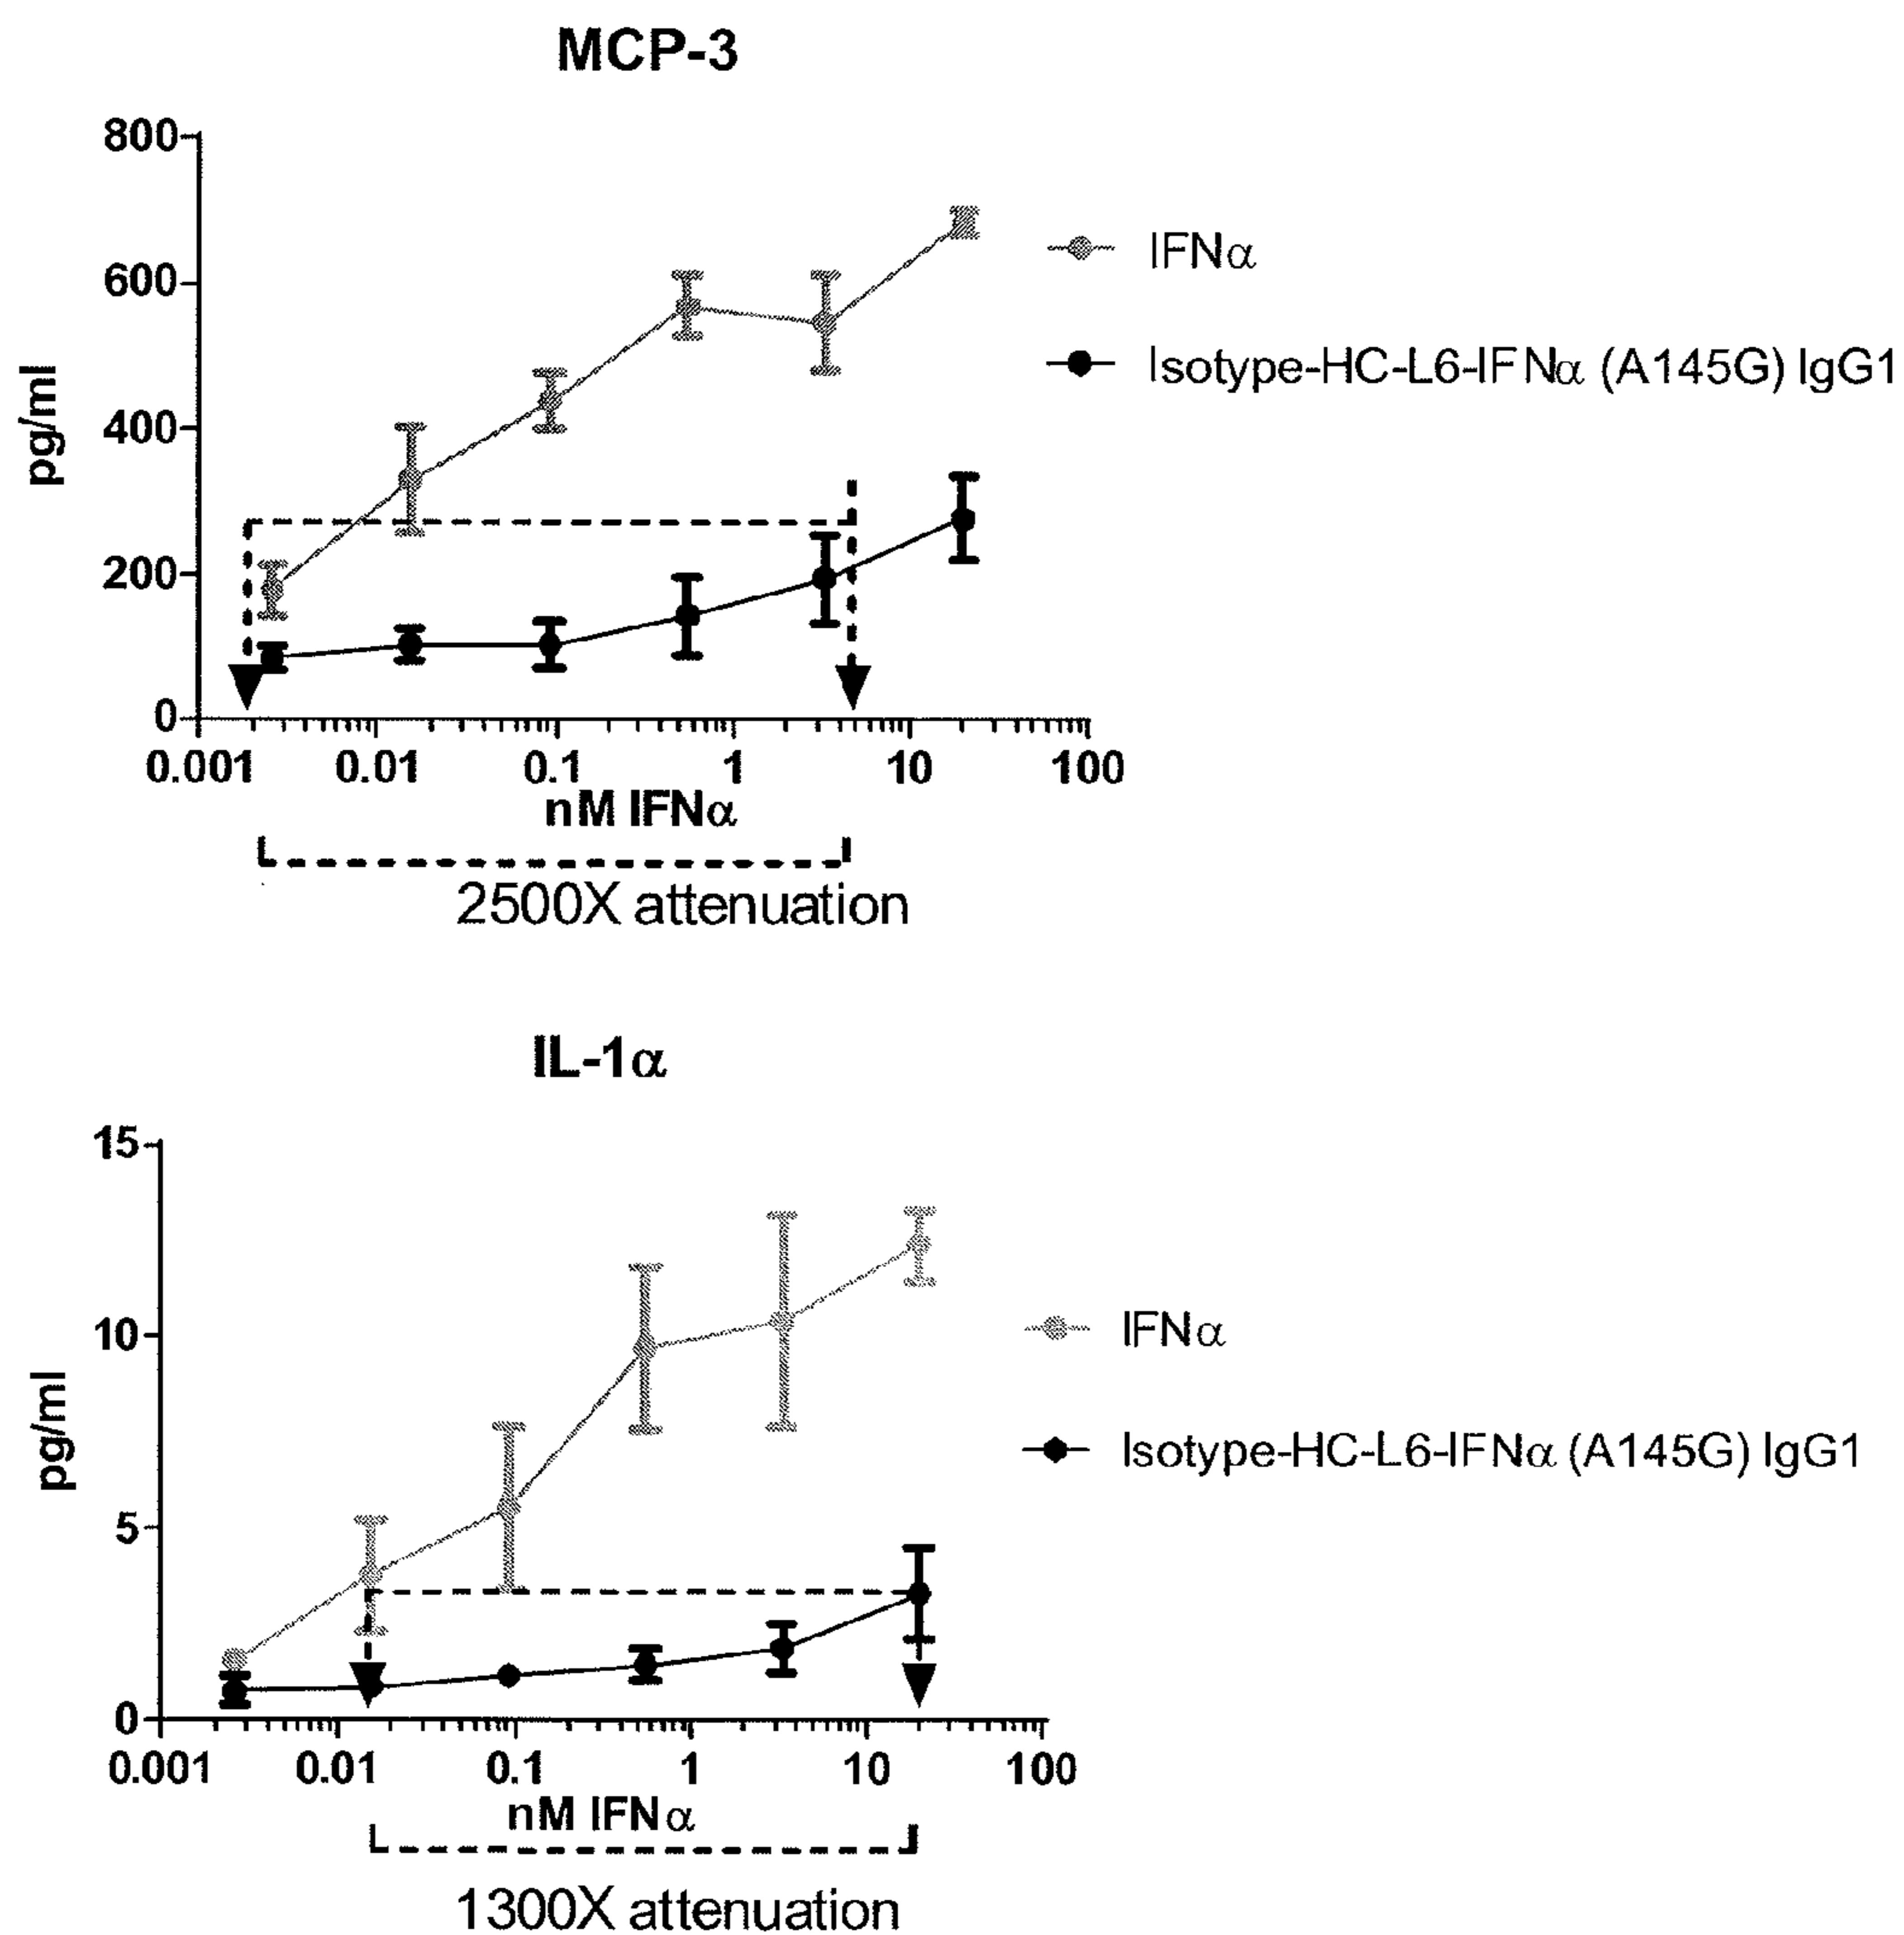 MCP-3
800
600
400
200
0
pg/ml
IFNα
Isotype-HC-L6-IFNα (A145G) IgG1
0.001 0.01 0.1 1 10 100
nM IFNα
2500X attenuation
IL-1α
15
10
5
0
pg/ml
IFNα
Isotype-HC-L6-IFNα (A145G) IgG1
0.001 0.01 0.1 1 10 100
nM IFNα
1300X attenuation